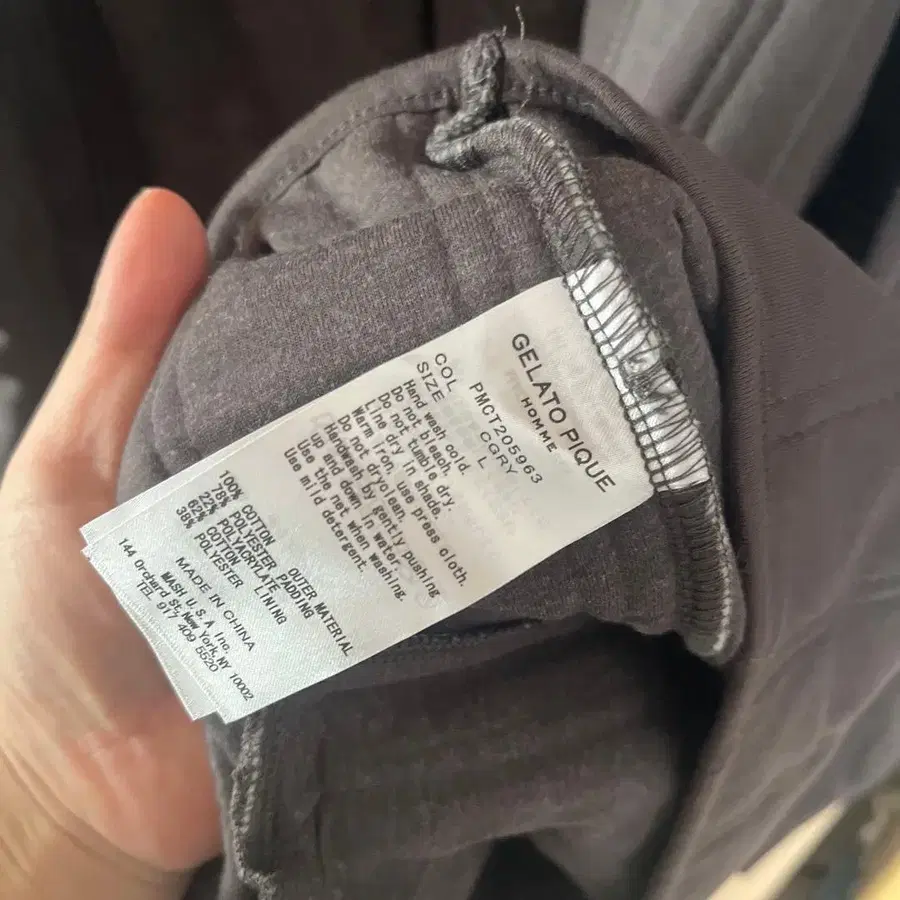 GELATO PIQUE
HOMME
PMCT205963
COL CGRY
SIZE L
Hand wash cold.
Do not bleach.
Do not tumble dry.
Line dry in shade.
Warm iron, use press cloth.
Do not dryclean.
Handwash by gently pushing
up and down in water.
Use the net when washing.
Use mild detergent.
OUTER MATERIAL
100% COTTON
PADDING
78% POLYESTER
22% POLYACRYLATE
LINING
62% COTTON
38% POLYESTER
MADE IN CHINA
MASH U.S.A Inc.
144 Orchard St, New York, NY 10002
TEL 917 409 5520